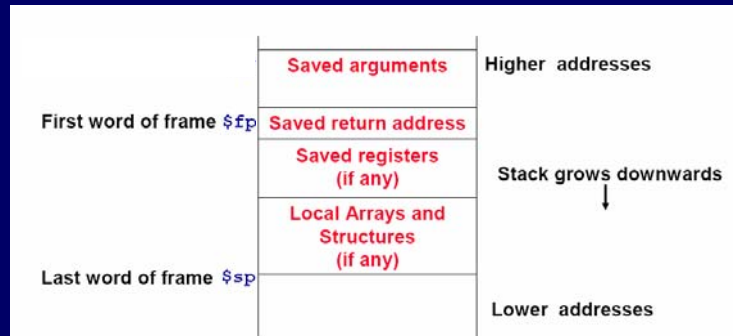 Saved arguments
Higher addresses
First word of frame $fp
Saved return address
Saved registers
(if any)
Stack grows downwards
Local Arrays and
Structures
(if any)
Last word of frame $sp
Lower addresses